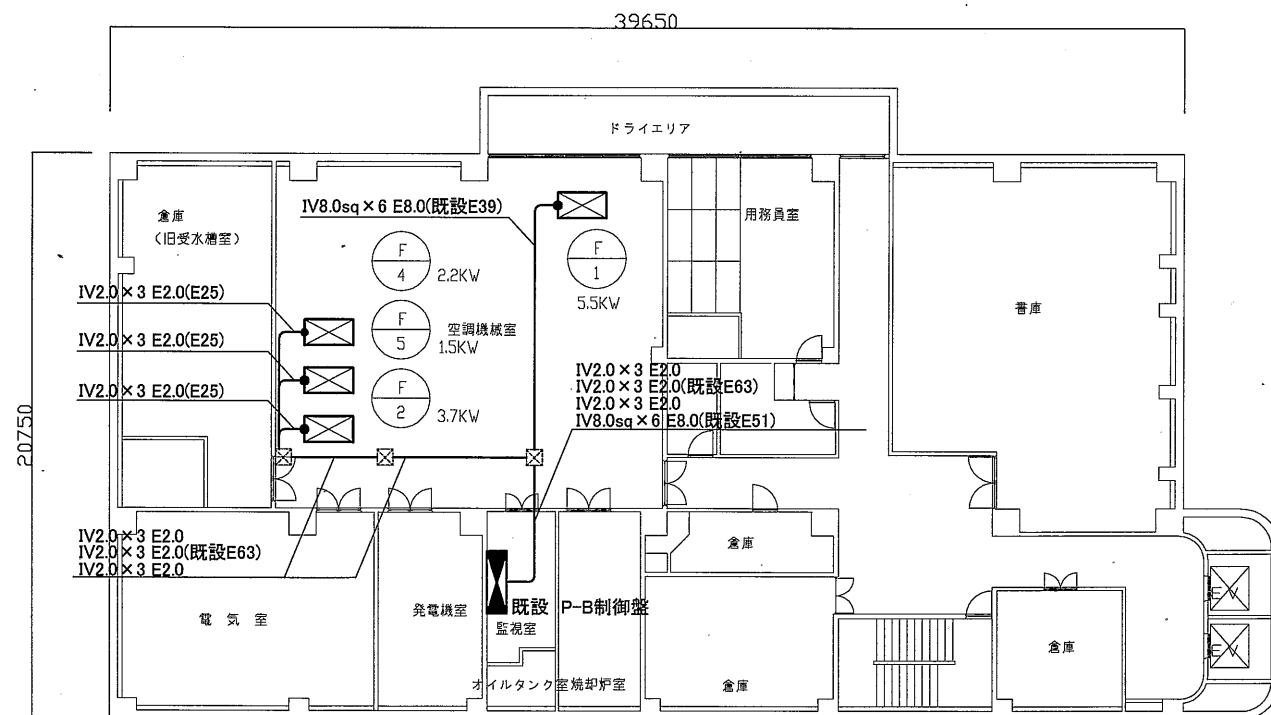 39650
ドライエリア
倉庫
(旧受水槽室)
IV8.0sq×6 E8.0(既設E39)
用務員室
F
4
2.2KW
F
1
5.5KW
IV2.0×3 E2.0(E25)
F
5
空調機械室
1.5KW
書庫
IV2.0×3 E2.0(E25)
IV2.0×3 E2.0(E25)
F
2
3.7KW
IV2.0×3 E2.0
IV2.0×3 E2.0(既設E63)
IV2.0×3 E2.0
IV8.0sq×6 E8.0(既設E51)
20750
IV2.0×3 E2.0
IV2.0×3 E2.0(既設E63)
IV2.0×3 E2.0
倉庫
電気室
発電機室
既設 P-B制御盤
監視室
オイルタンク室
焼却炉室
倉庫
倉庫
EV
EV